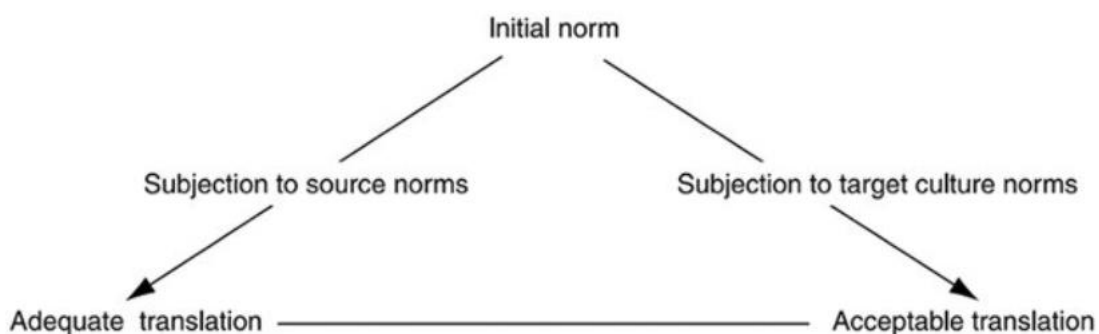 Initial norm
Subjection to source norms
Subjection to target culture norms
Adequate translation
Acceptable translation